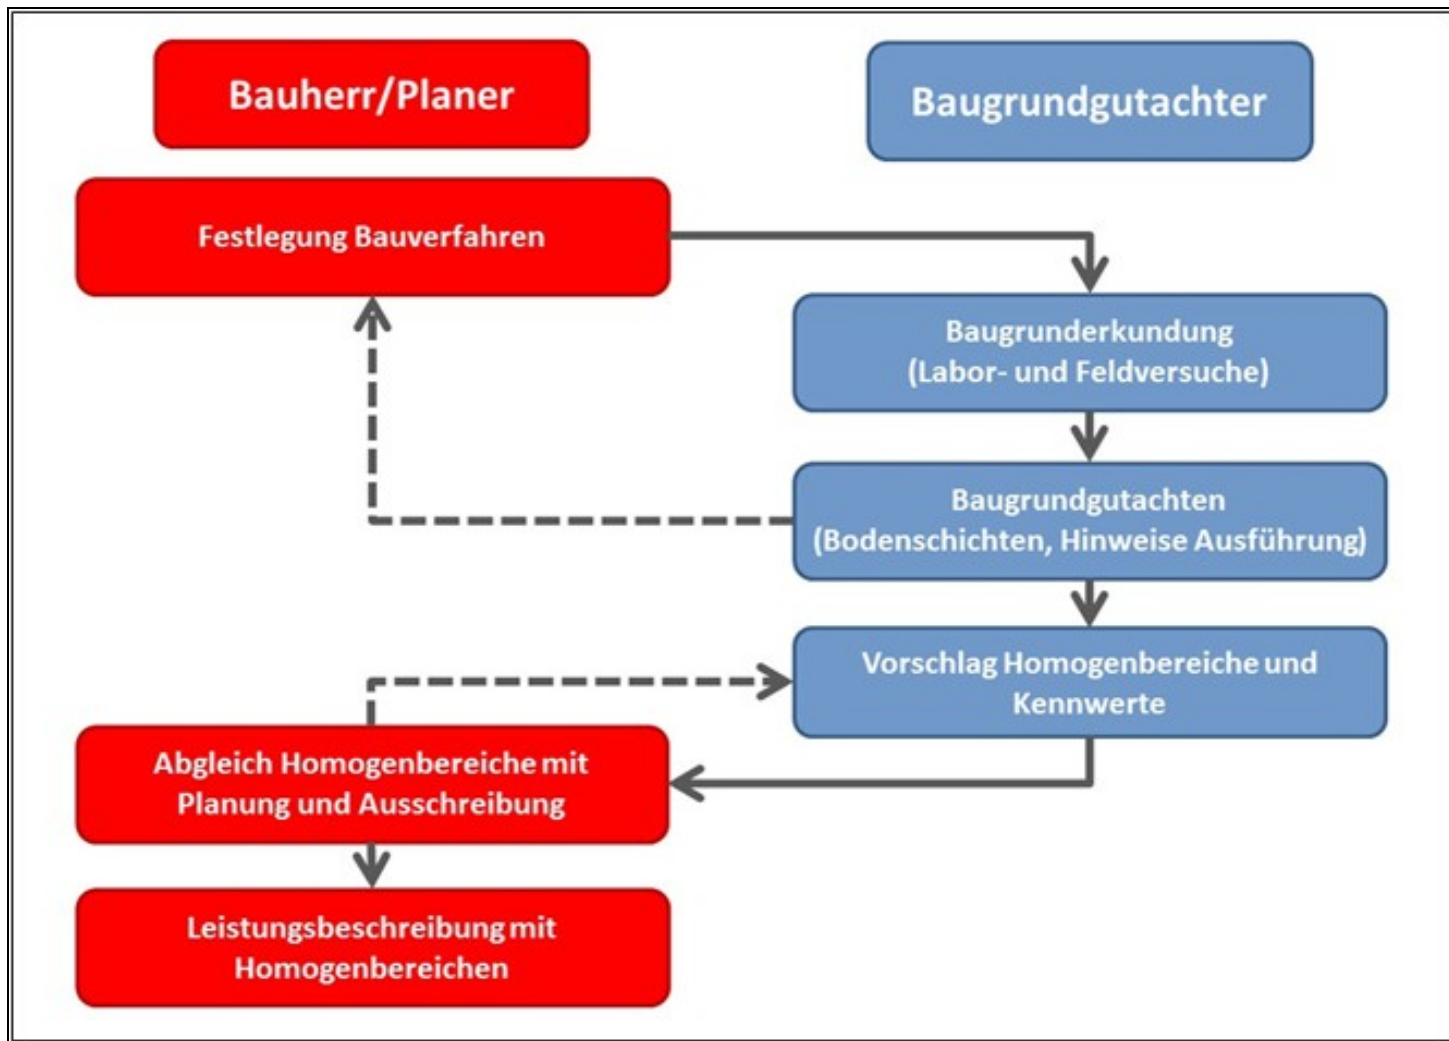 Bauherr/Planer
Baugrundgutachter
Festlegung Bauverfahren
Baugrunderkundung
(Labor- und Feldversuche)
Baugrundgutachten
(Bodenschichten, Hinweise Ausführung)
Vorschlag Homogenbereiche und
Kennwerte
Abgleich Homogenbereiche mit
Planung und Ausschreibung
Leistungsbeschreibung mit
Homogenbereichen